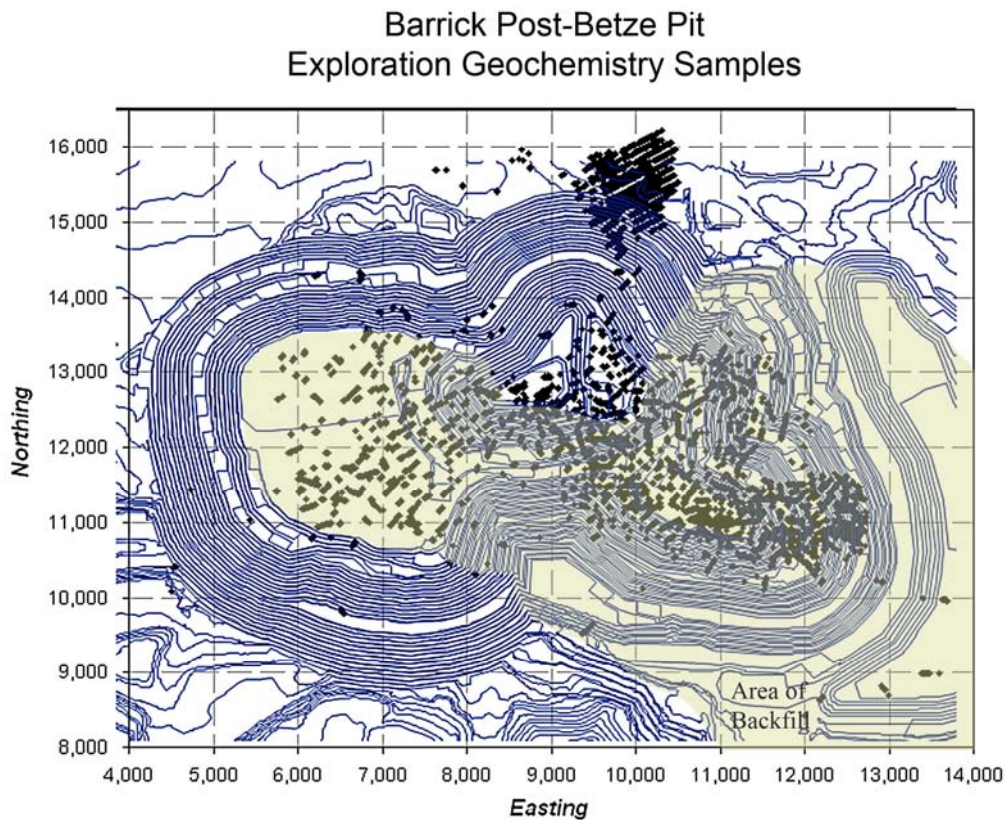 Barrick Post-Betze Pit
Exploration Geochemistry Samples
16,000
15,000
14,000
13,000
12,000
11,000
10,000
9,000
8,000
Northing
Area of
Backfill
4,000 5,000 6,000 7,000 8,000 9,000 10,000 11,000 12,000 13,000 14,000
Easting